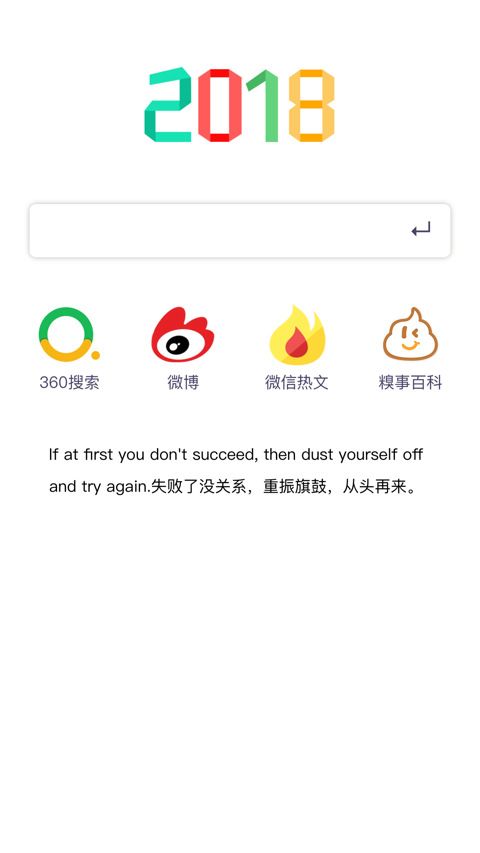 2018
360搜索 微博 微信热文 糗事百科
If at first you don't succeed, then dust yourself off
and try again.失败了没关系，重振旗鼓，从头再来。